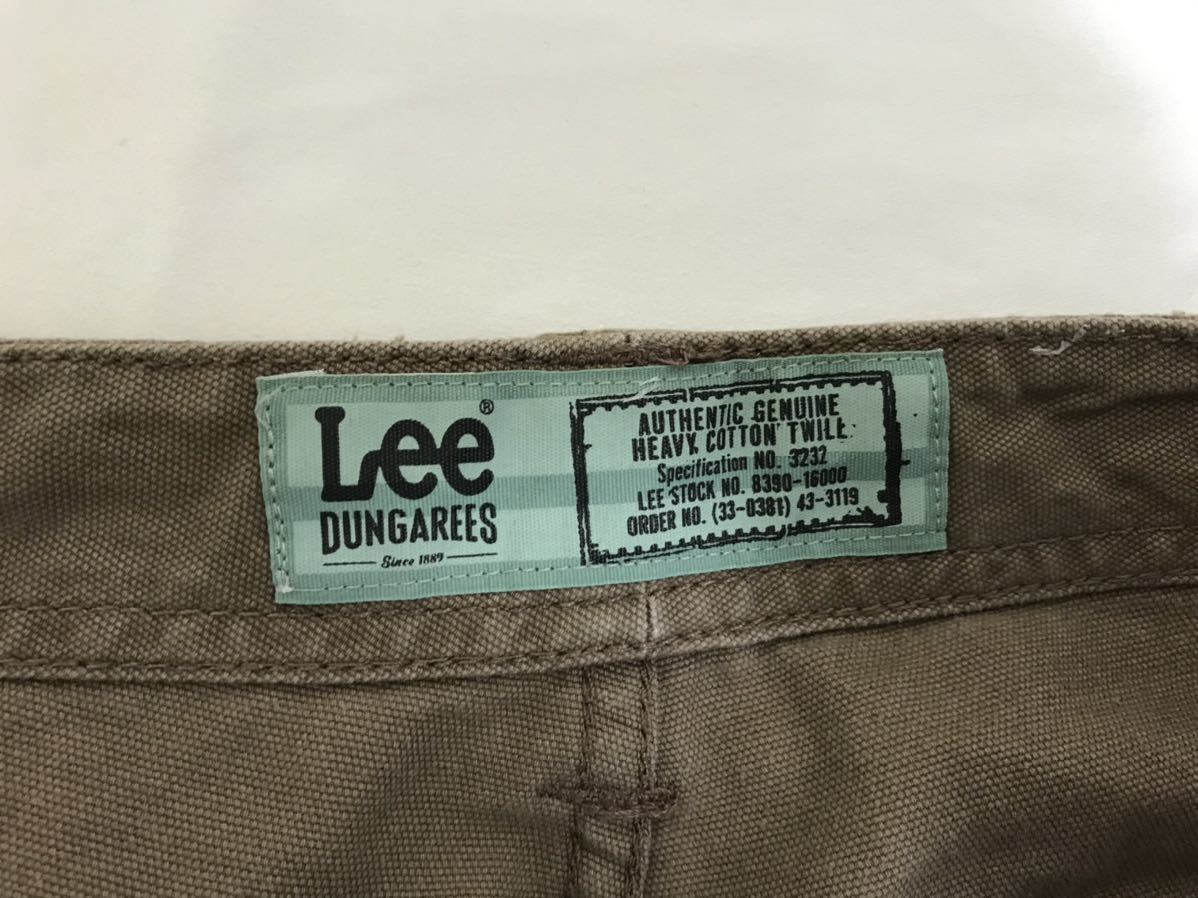 Lee®
DUNGAREES
Since 1889
AUTHENTIC GENUINE
HEAVY COTTON TWILL
Specification NO. 3232
LEE STOCK NO. 8390-16000
ORDER NO. (33-0381) 43-3119